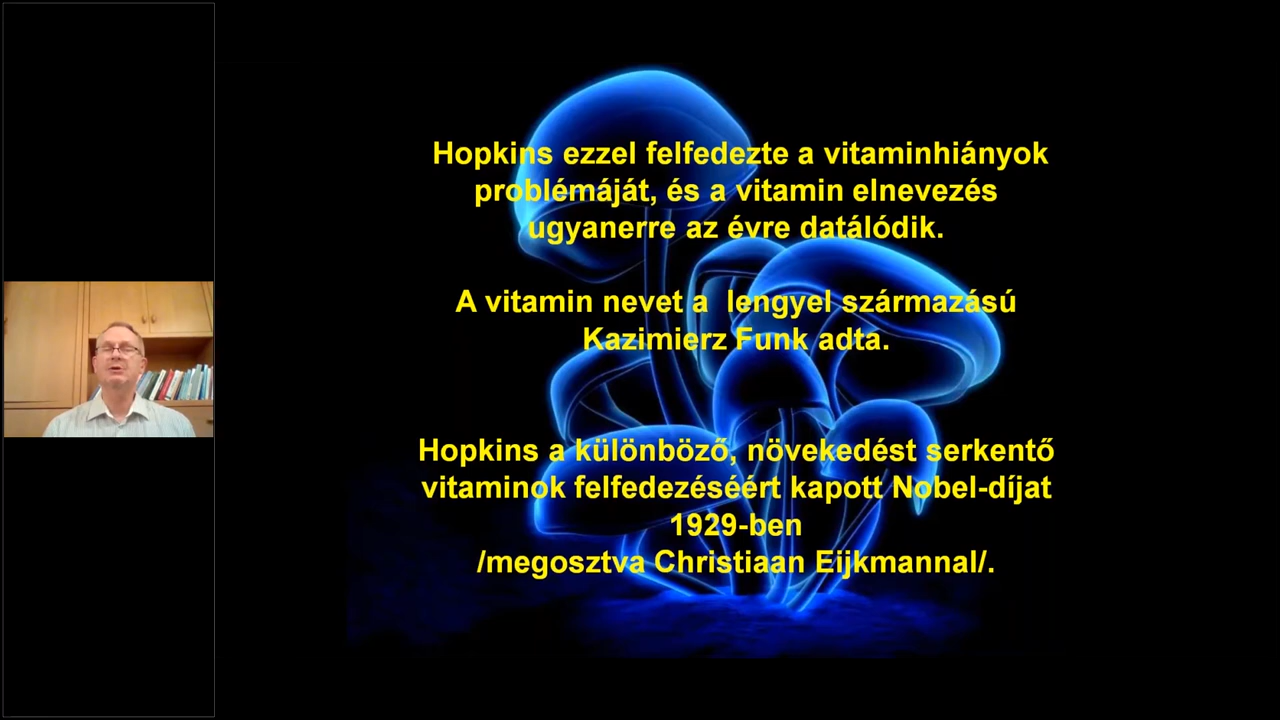 Hopkins ezzel felfedezte a vitaminhiányok
problémáját, és a vitamin elnevezés
ugyanerre az évre datálódik.
A vitamin nevet a lengyel származású
Kazimierz Funk adta.
Hopkins a különböző, növekedést serkentő
vitaminok felfedezéséért kapott Nobel-díjat
1929-ben
/megosztva Christiaan Eijkmannal/.